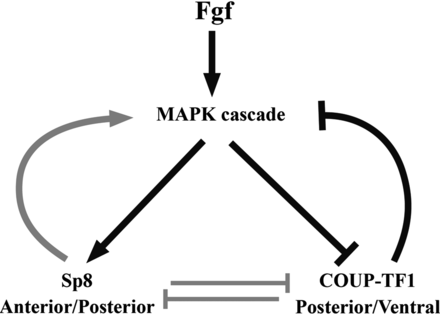 Fgf
MAPK cascade
Sp8 COUP-TF1
Anterior/Posterior Posterior/Ventral